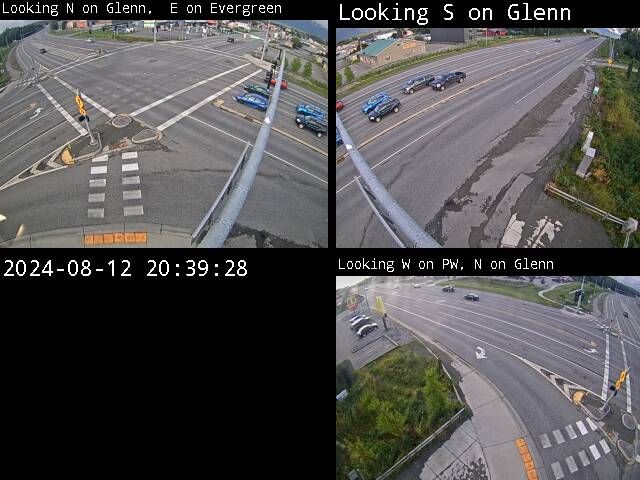 Looking N on Glenn, E on Evergreen
Looking S on Glenn
2024-08-12 20:39:28
Looking W on PW, N on Glenn